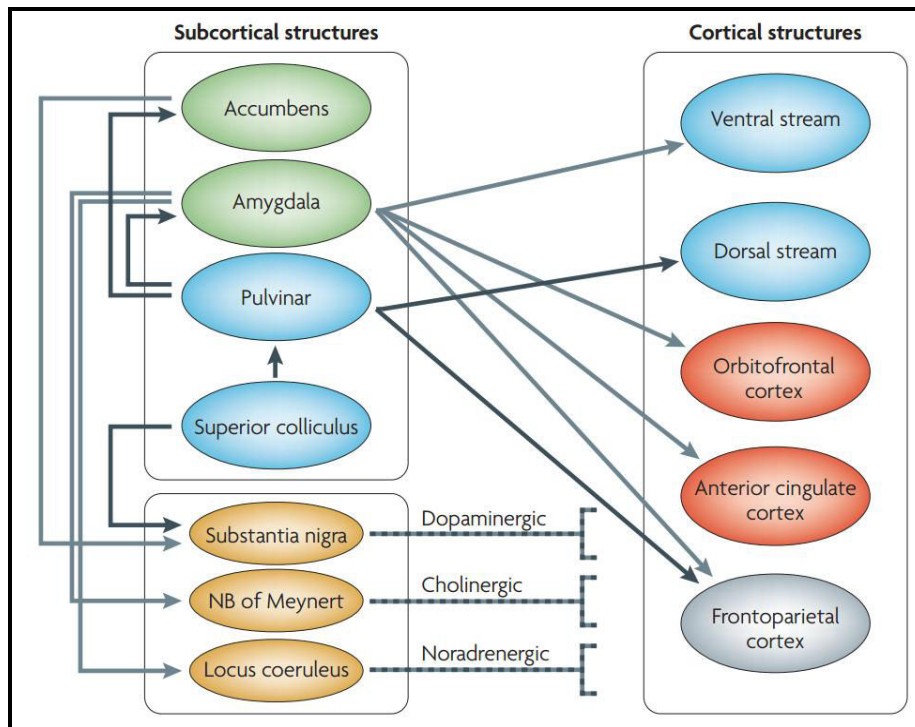 Subcortical structures
Accumbens
Amygdala
Pulvinar
Superior colliculus
Substantia nigra
NB of Meynert
Locus coeruleus
Dopaminergic
Cholinergic
Noradrenergic
Cortical structures
Ventral stream
Dorsal stream
Orbitofrontal
cortex
Anterior cingulate
cortex
Frontoparietal
cortex